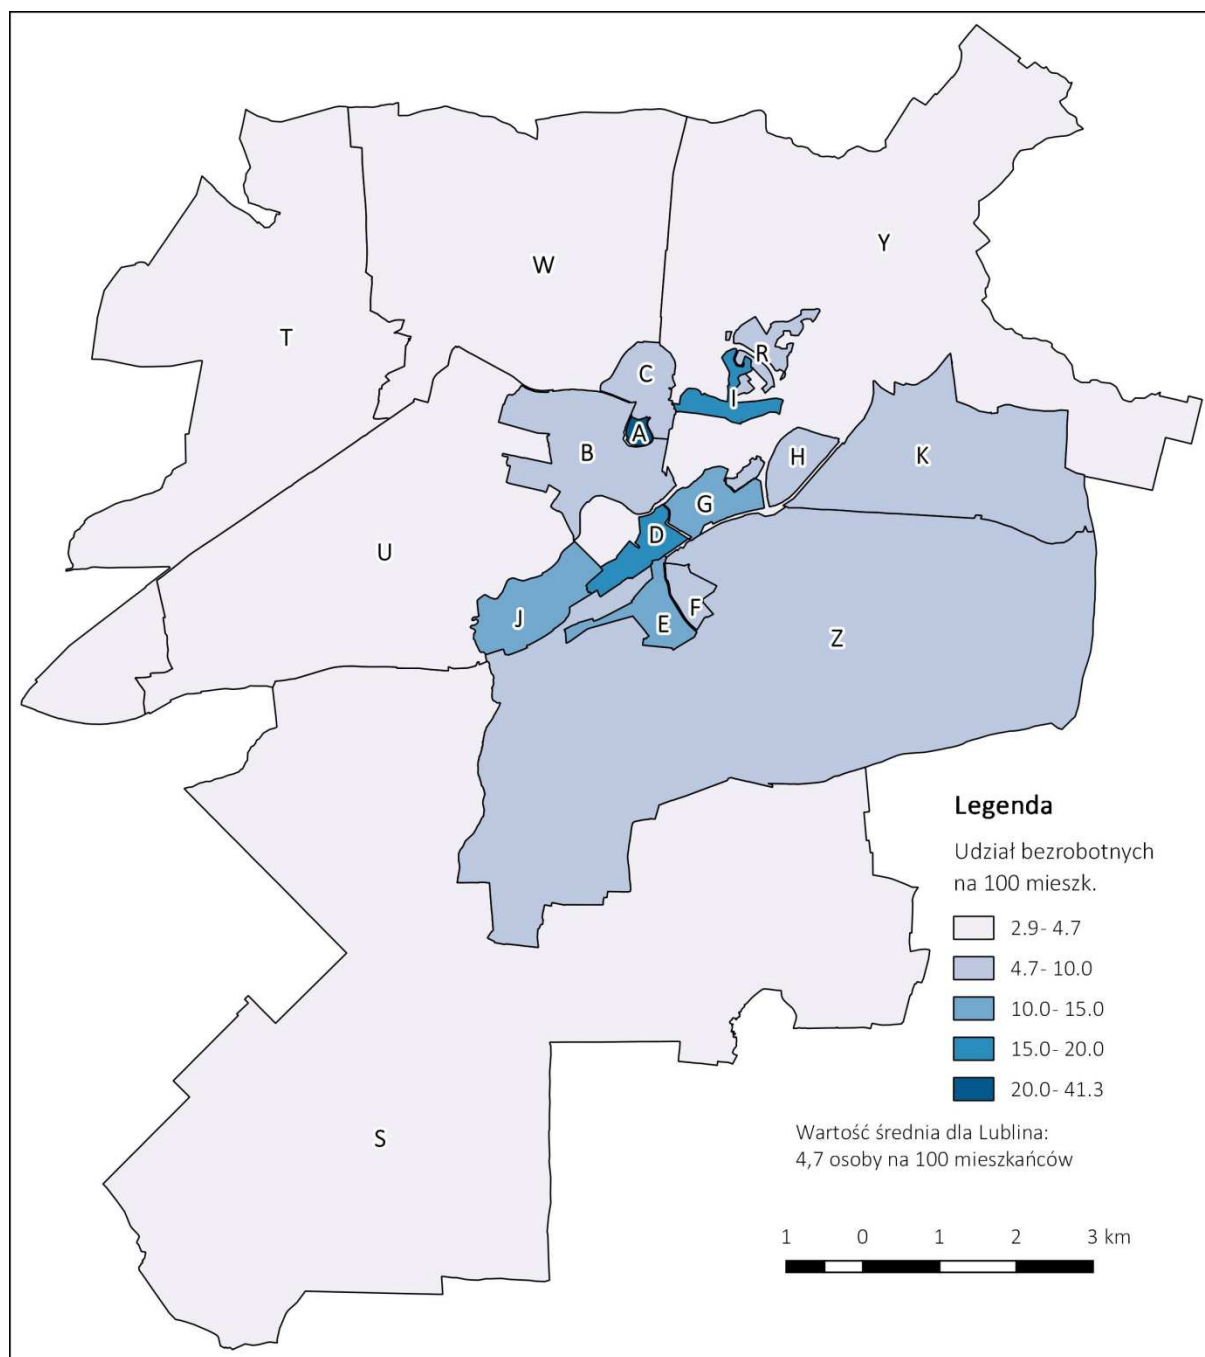 Y
W
T
R
C
I
A
B
H
K
G
D
U
F
J
E
Z
Legenda
Udział bezrobotnych
na 100 mieszk.
2.9- 4.7
4.7- 10.0
10.0- 15.0
15.0- 20.0
20.0- 41.3
Wartość średnia dla Lublina:
4,7 osoby na 100 mieszkańców
S
1 0 1 2 3 km